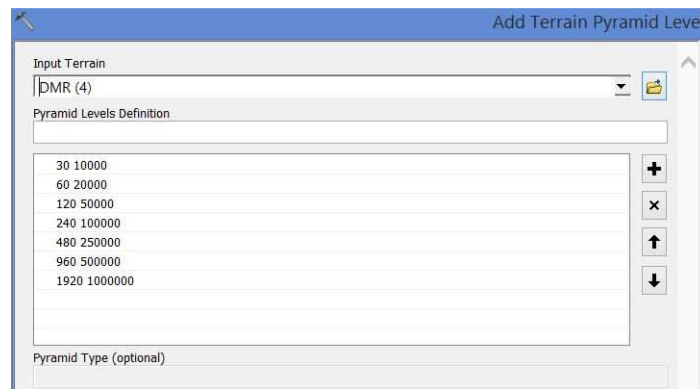 Add Terrain Pyramid Leve
Input Terrain
DMR (4)
Pyramid Levels Definition
30 10000
60 20000
120 50000
240 100000
480 250000
960 500000
1920 1000000
Pyramid Type (optional)